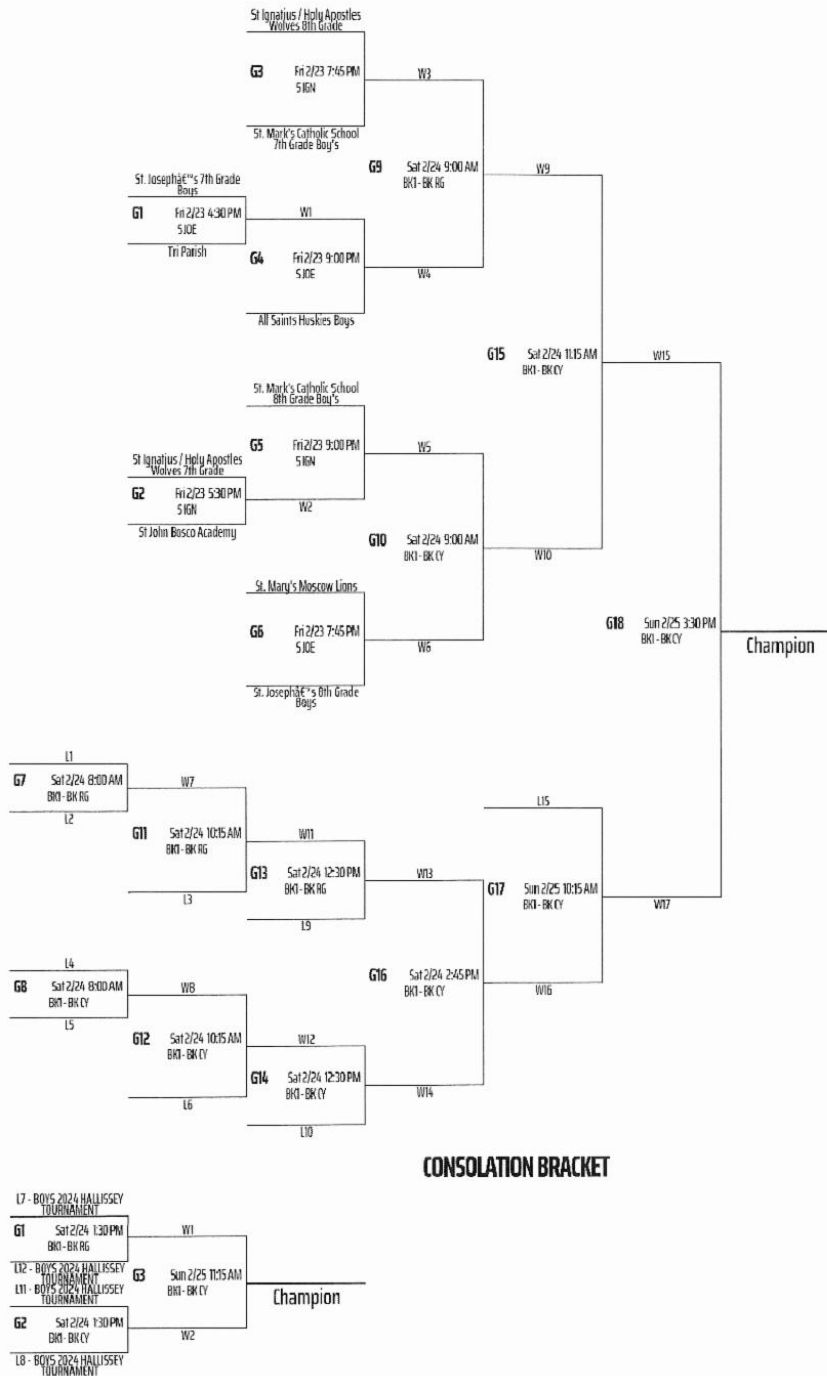 St Ignatius / Holy Apostles
Wolves 8th Grade
G3 Fri 2/23 7:45 PM
S IGN
W3
St. Mark's Catholic School
7th Grade Boy's
G9 Sat 2/24 9:00 AM
BK1 - BK RG
W9
St. Josephâ€™s 7th Grade
Boys
G1 Fri 2/23 4:30 PM
S JOE
W1
Tri Parish
G4 Fri 2/23 9:00 PM
S JOE
W4
All Saints Huskies Boys
G15 Sat 2/24 11:15 AM
BK1 - BK CY
W15
St. Mark's Catholic School
8th Grade Boy's
G5 Fri 2/23 9:00 PM
S IGN
W5
St Ignatius / Holy Apostles
Wolves 7th Grade
G2 Fri 2/23 5:30 PM
S IGN
W2
St John Bosco Academy
G10 Sat 2/24 9:00 AM
BK1 - BK CY
W10
St. Mary's Moscow Lions
G6 Fri 2/23 7:45 PM
S JOE
W6
St. Josephâ€™s 8th Grade
Boys
G18 Sun 2/25 3:30 PM
BK1 - BK CY
Champion
L1
G7 Sat 2/24 8:00 AM
BK1 - BK RG
W7
L2
G11 Sat 2/24 10:15 AM
BK1 - BK RG
W11
L3
G13 Sat 2/24 12:30 PM
BK1 - BK RG
W13
L9
L15
G17 Sun 2/25 10:15 AM
BK1 - BK CY
W17
L4
G8 Sat 2/24 8:00 AM
BK1 - BK CY
W8
L5
G16 Sat 2/24 2:45 PM
BK1 - BK CY
W16
G12 Sat 2/24 10:15 AM
BK1 - BK CY
W12
L6
G14 Sat 2/24 12:30 PM
BK1 - BK CY
W14
L10
CONSOLATION BRACKET
L7 - BOYS 2024 HALLISSEY
TOURNAMENT
G1 Sat 2/24 1:30 PM
BK1 - BK RG
W1
L12 - BOYS 2024 HALLISSEY
TOURNAMENT
G3 Sun 2/25 11:15 AM
BK1 - BK CY
Champion
L11 - BOYS 2024 HALLISSEY
TOURNAMENT
G2 Sat 2/24 1:30 PM
BK1 - BK CY
W2
L8 - BOYS 2024 HALLISSEY
TOURNAMENT